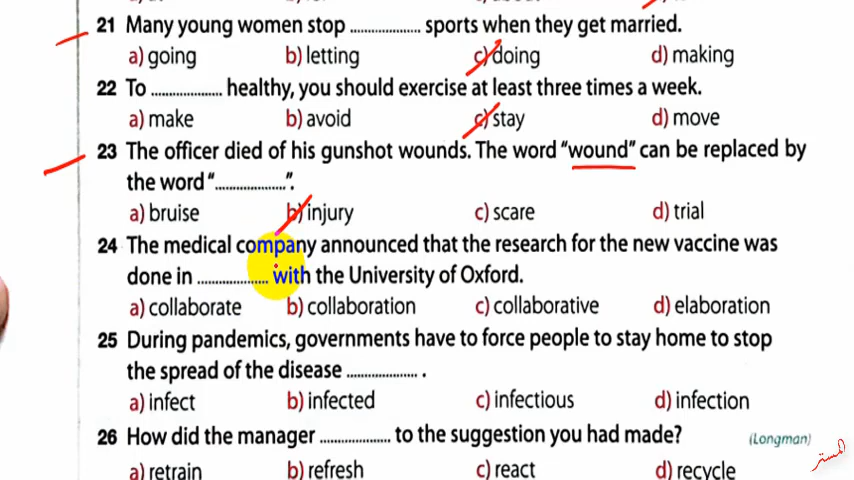 21 Many young women stop .................... sports when they get married.
a) going b) letting c) doing d) making
22 To .................... healthy, you should exercise at least three times a week.
a) make b) avoid c) stay d) move
23 The officer died of his gunshot wounds. The word "wound" can be replaced by
the word "....................".
a) bruise b) injury c) scare d) trial
24 The medical company announced that the research for the new vaccine was
done in .................... with the University of Oxford.
a) collaborate b) collaboration c) collaborative d) elaboration
25 During pandemics, governments have to force people to stay home to stop
the spread of the disease .................... .
a) infect b) infected c) infectious d) infection
26 How did the manager .................... to the suggestion you had made? (Longman)
a) retrain b) refresh c) react d) recycle